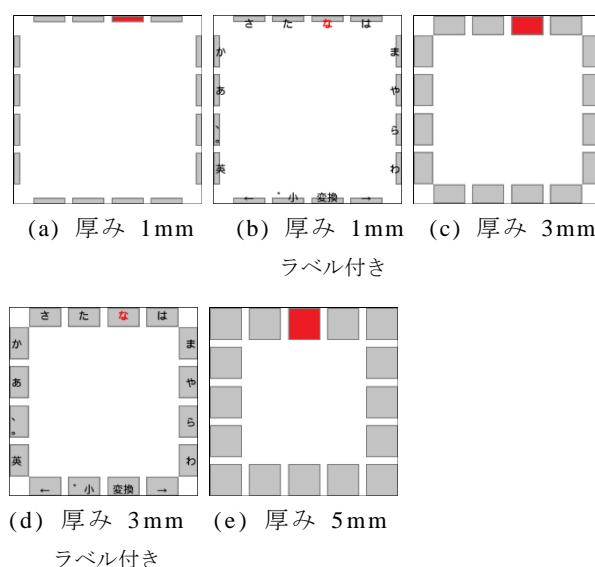 さ た な は
か ま
あ や
、。 ら
英 わ
← ゛小 変換 →
(a) 厚み 1mm (b) 厚み 1mm (c) 厚み 3mm
ラベル付き
さ た な は
か ま
あ や
、。 ら
英 わ
← ゛小 変換 →
(d) 厚み 3mm (e) 厚み 5mm
ラベル付き